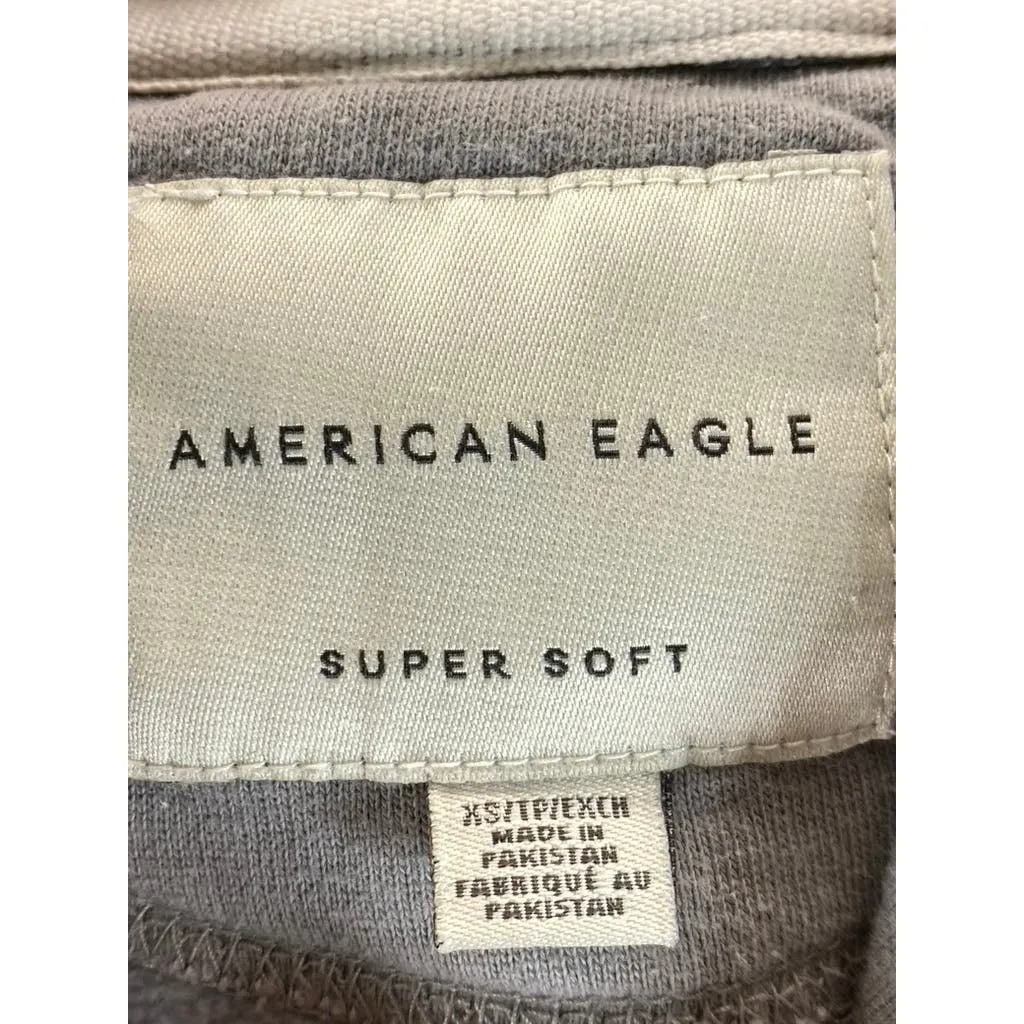 AMERICAN EAGLE
SUPER SOFT
XS/TP/EXCH
MADE IN
PAKISTAN
FABRIQUÉ AU
PAKISTAN